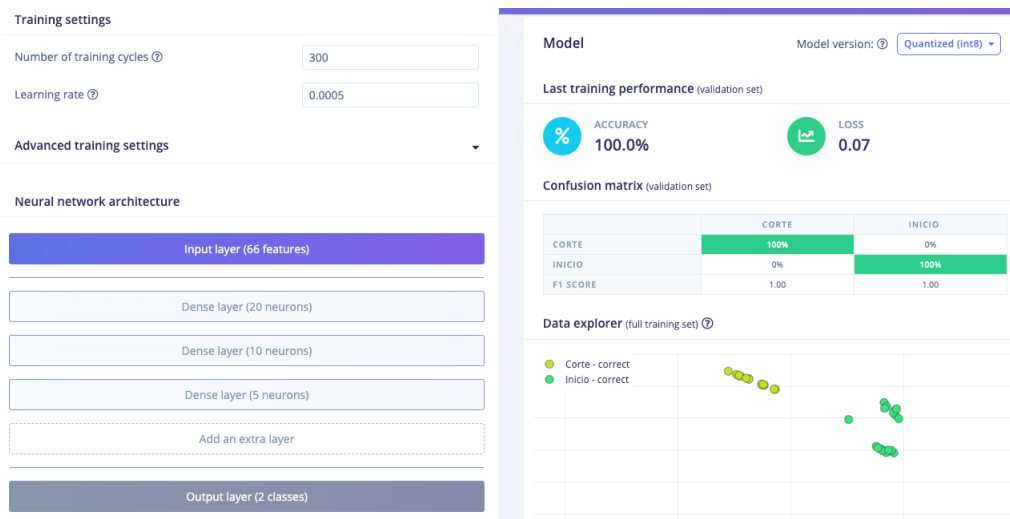 Training settings
Number of training cycles ?
300
Learning rate ?
0.0005
Advanced training settings
Neural network architecture
Input layer (66 features)
Dense layer (20 neurons)
Dense layer (10 neurons)
Dense layer (5 neurons)
Add an extra layer
Output layer (2 classes)
Model
Model version: ? Quantized (int8)
Last training performance (validation set)
%
ACCURACY
100.0%
LOSS
0.07
Confusion matrix (validation set)
CORTE INICIO
CORTE 100% 0%
INICIO 0% 100%
F1 SCORE 1.00 1.00
Data explorer (full training set) ?
Corte - correct
Inicio - correct